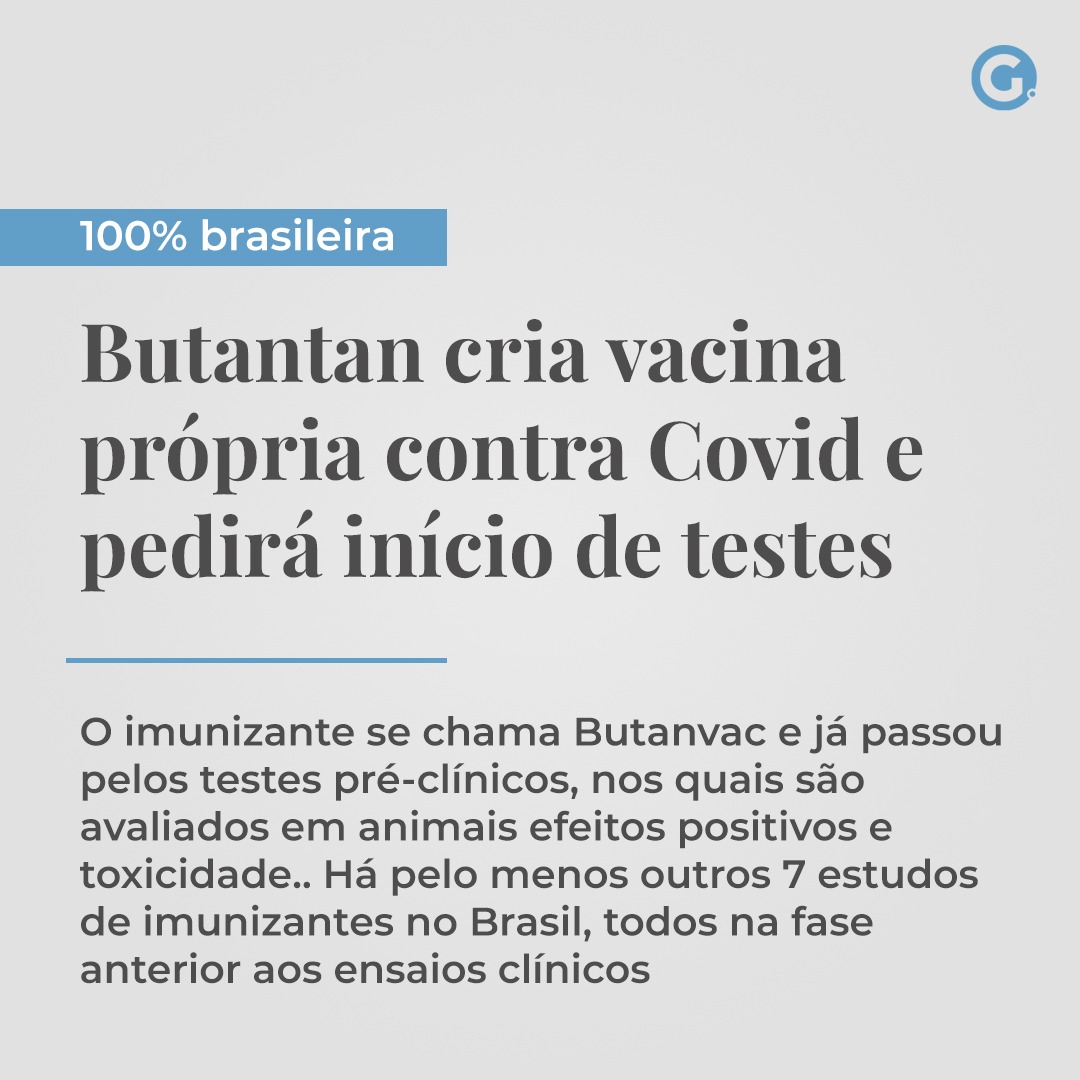 G
100% brasileira
Butantan cria vacina
própria contra Covid e
pedirá início de testes
O imunizante se chama Butanvac e já passou
pelos testes pré-clínicos, nos quais são
avaliados em animais efeitos positivos e
toxicidade.. Há pelo menos outros 7 estudos
de imunizantes no Brasil, todos na fase
anterior aos ensaios clínicos